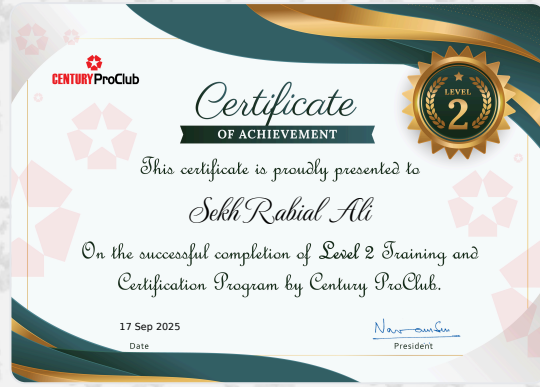 CENTURY ProClub
Certificate
OF ACHIEVEMENT
LEVEL
2
This certificate is proudly presented to
Sekh Rabial Ali
On the successful completion of Level 2 Training and
Certification Program by Century ProClub.
17 Sep 2025
Date
President